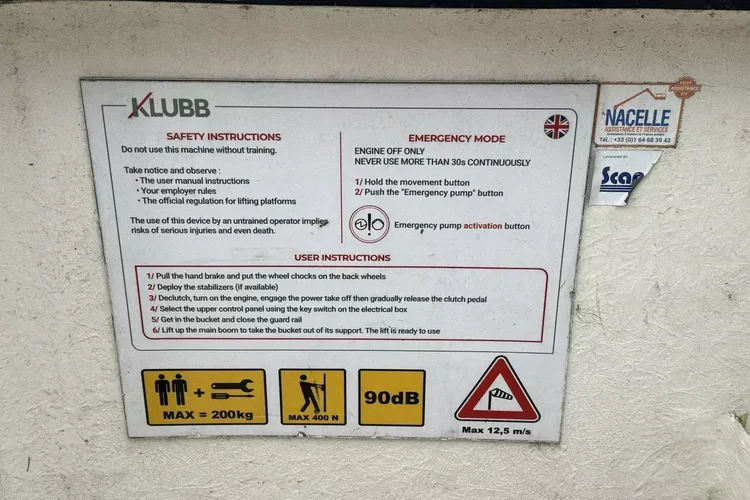 KLUBB
SAFETY INSTRUCTIONS
Do not use this machine without training.
Take notice and observe :
• The user manual instructions
• Your employer rules
• The official regulation for lifting platforms
The use of this device by an untrained operator implies
risks of serious injuries and even death.
EMERGENCY MODE
ENGINE OFF ONLY
NEVER USE MORE THAN 30s CONTINUOUSLY
1/ Hold the movement button
2/ Push the "Emergency pump" button
Emergency pump activation button
USER INSTRUCTIONS
1/ Pull the hand brake and put the wheel chocks on the back wheels
2/ Deploy the stabilizers (if available)
3/ Declutch, turn on the engine, engage the power take off then gradually release the clutch pedal
4/ Select the upper control panel using the key switch on the electrical box
5/ Get in the bucket and close the guard rail
6/ Lift up the main boom to take the bucket out of its support. The lift is ready to use
+
MAX = 200kg
MAX 400 N
90dB
Max 12,5 m/s
NACELLE
ASSISTANCE ET SERVICES
Tél. : +33 (0)1 64 68 39 63